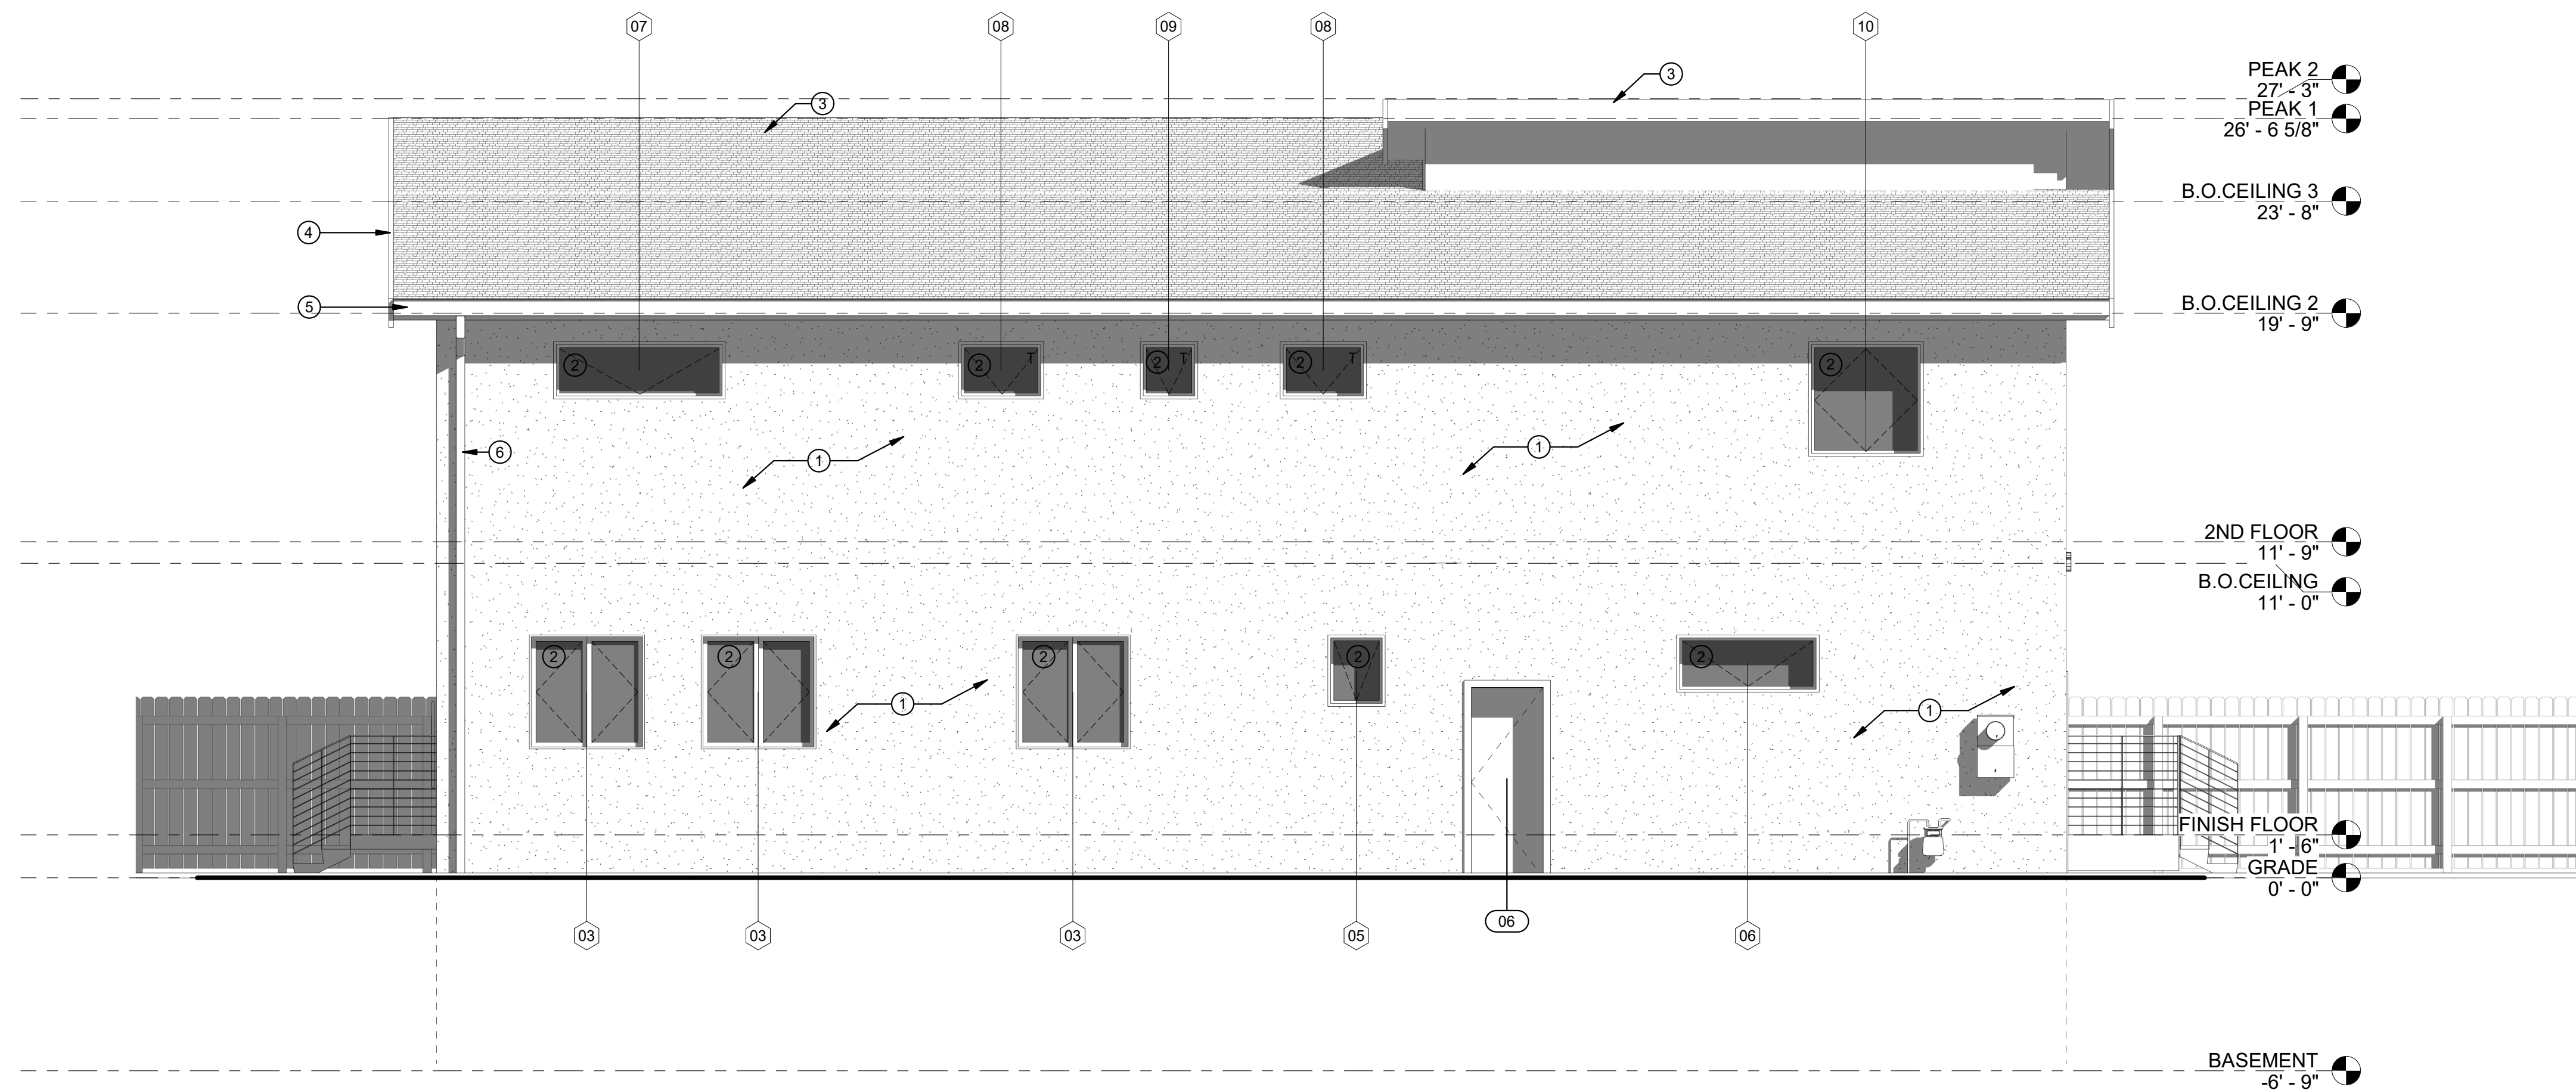 07
08
09
08
10
3
3
PEAK 2
27' - 3"
PEAK 1
26' - 6 5/8"
B.O.CEILING 3
23' - 8"
4
5
B.O.CEILING 2
19' - 9"
2
2
T
2
T
2
T
2
6
1
1
2ND FLOOR
11' - 9"
B.O.CEILING
11' - 0"
2
2
2
2
2
1
1
FINISH FLOOR
1' - 6"
GRADE
0' - 0"
03
03
03
05
06
06
BASEMENT
-6' - 9"